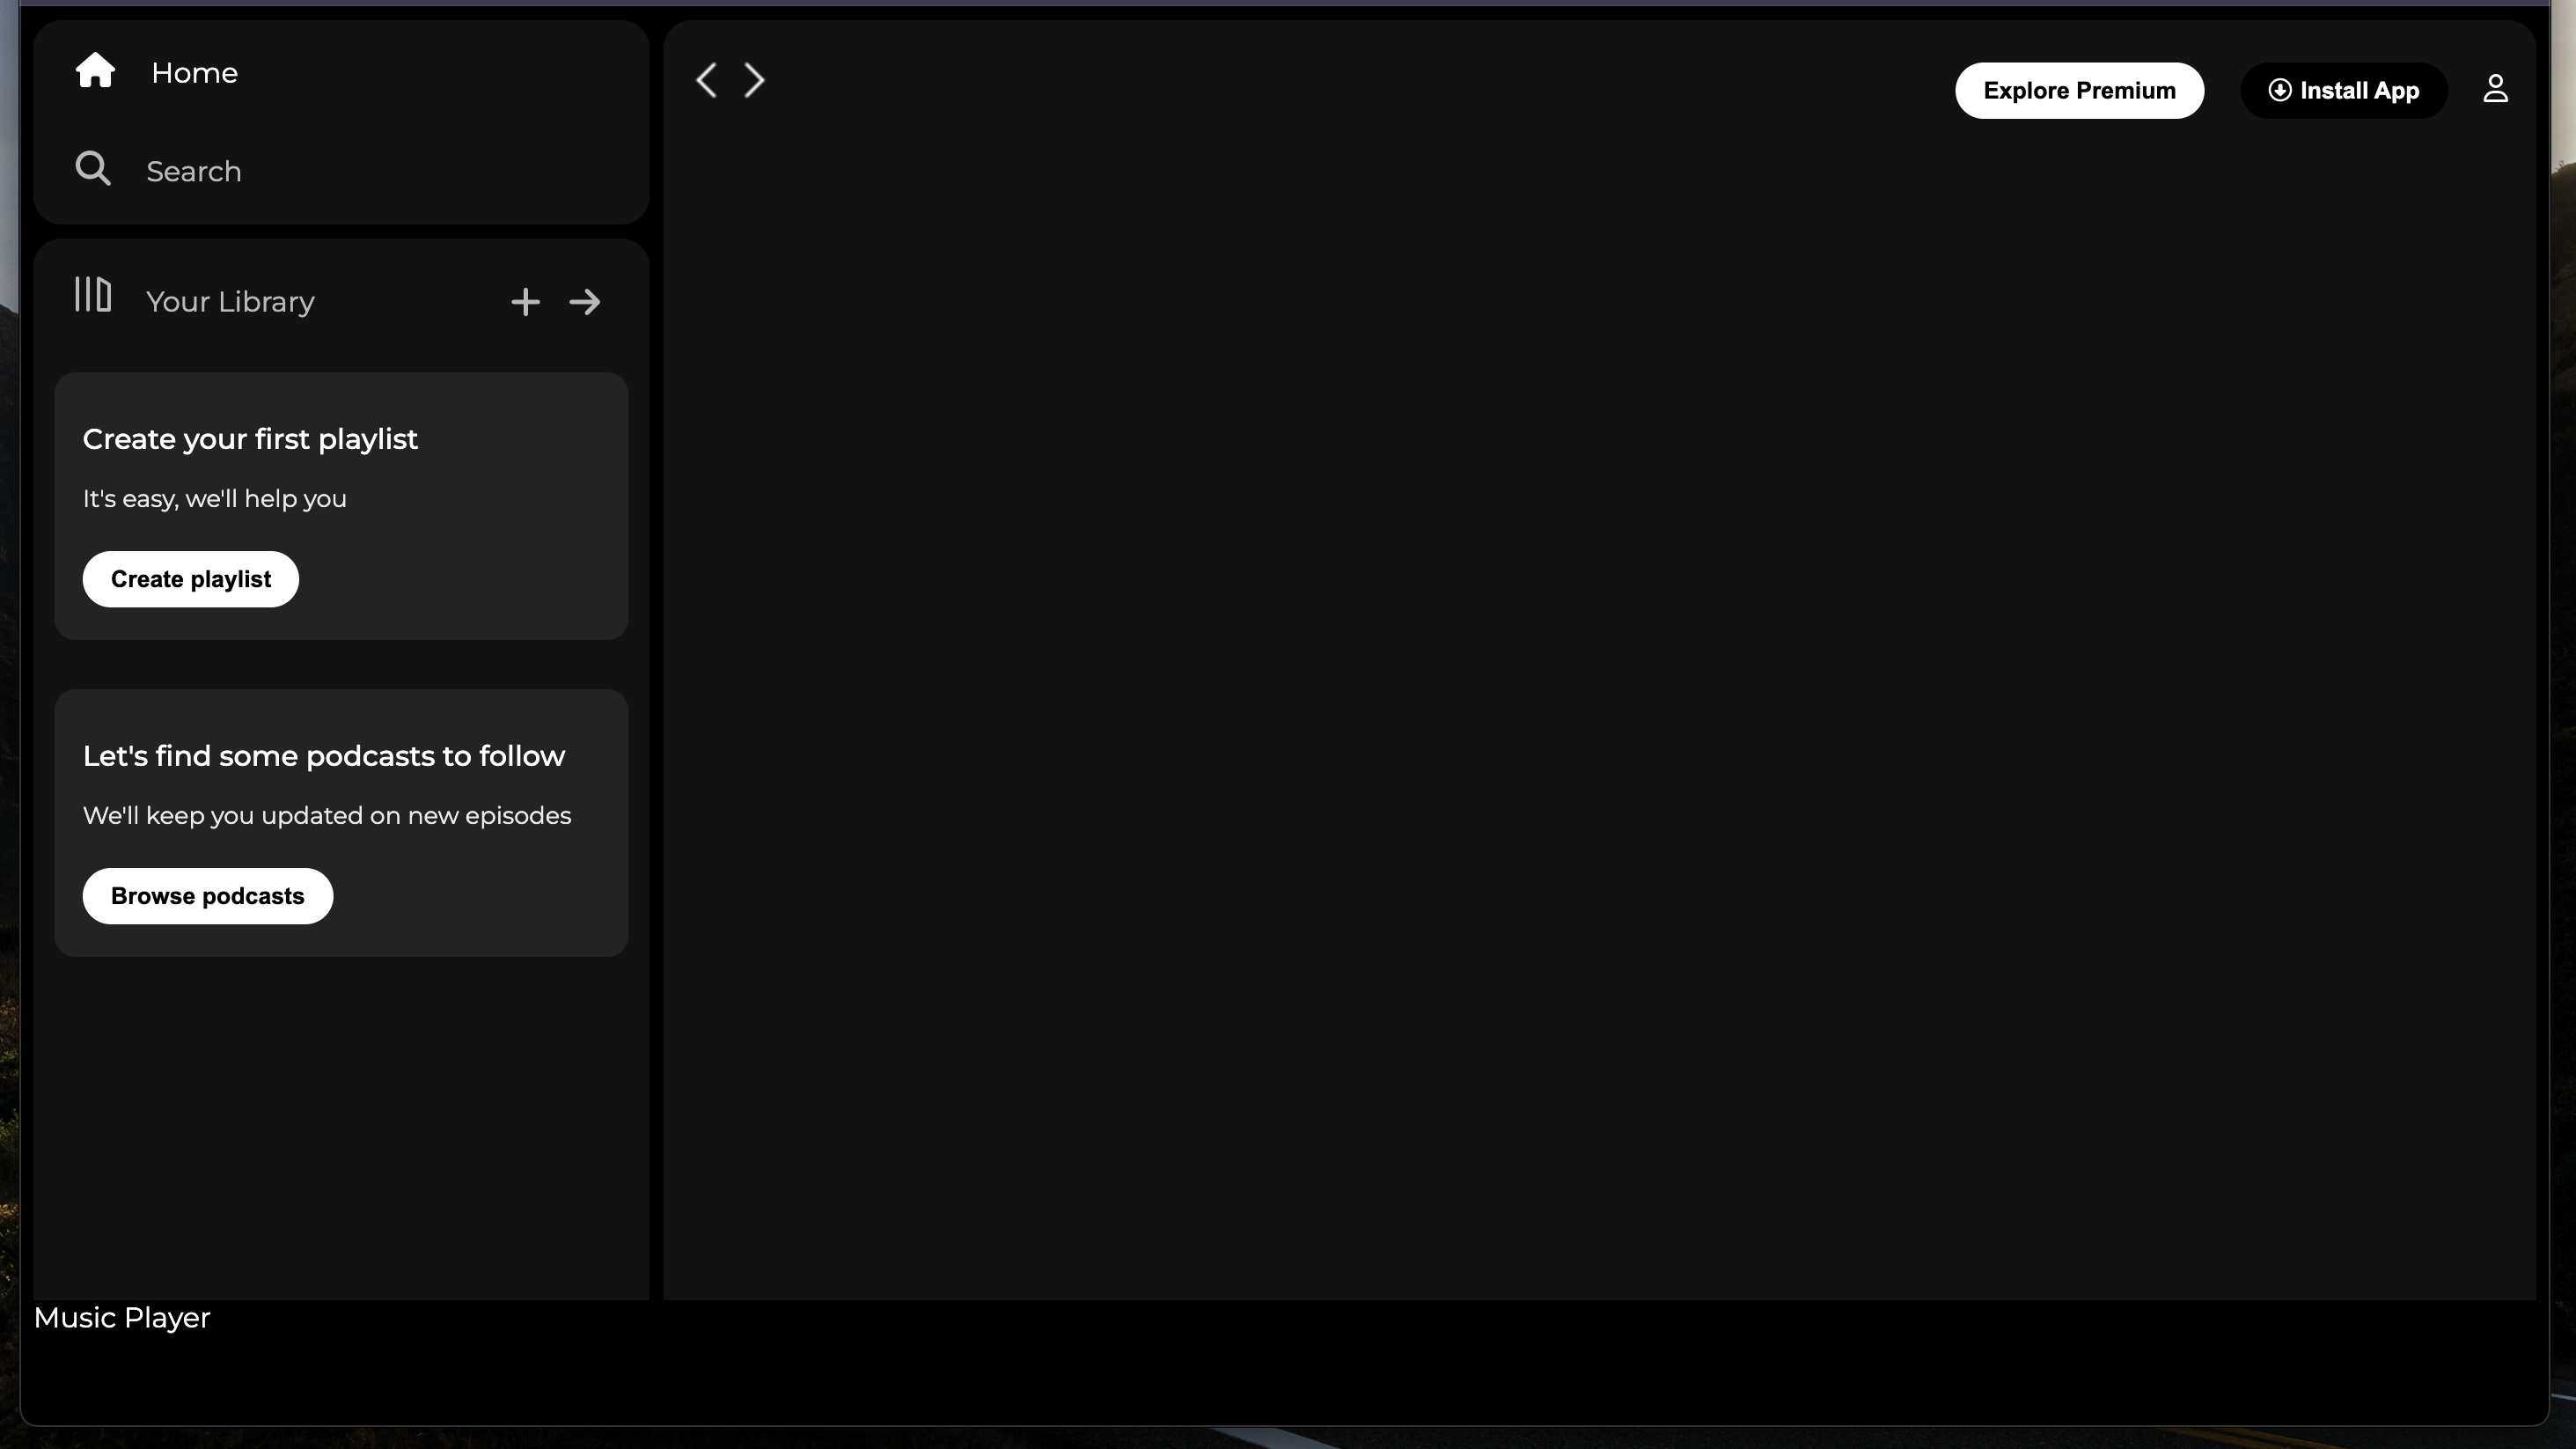 Home
Search
Your Library
Create your first playlist
It's easy, we'll help you
Create playlist
Let's find some podcasts to follow
We'll keep you updated on new episodes
Browse podcasts
Explore Premium
Install App
Music Player